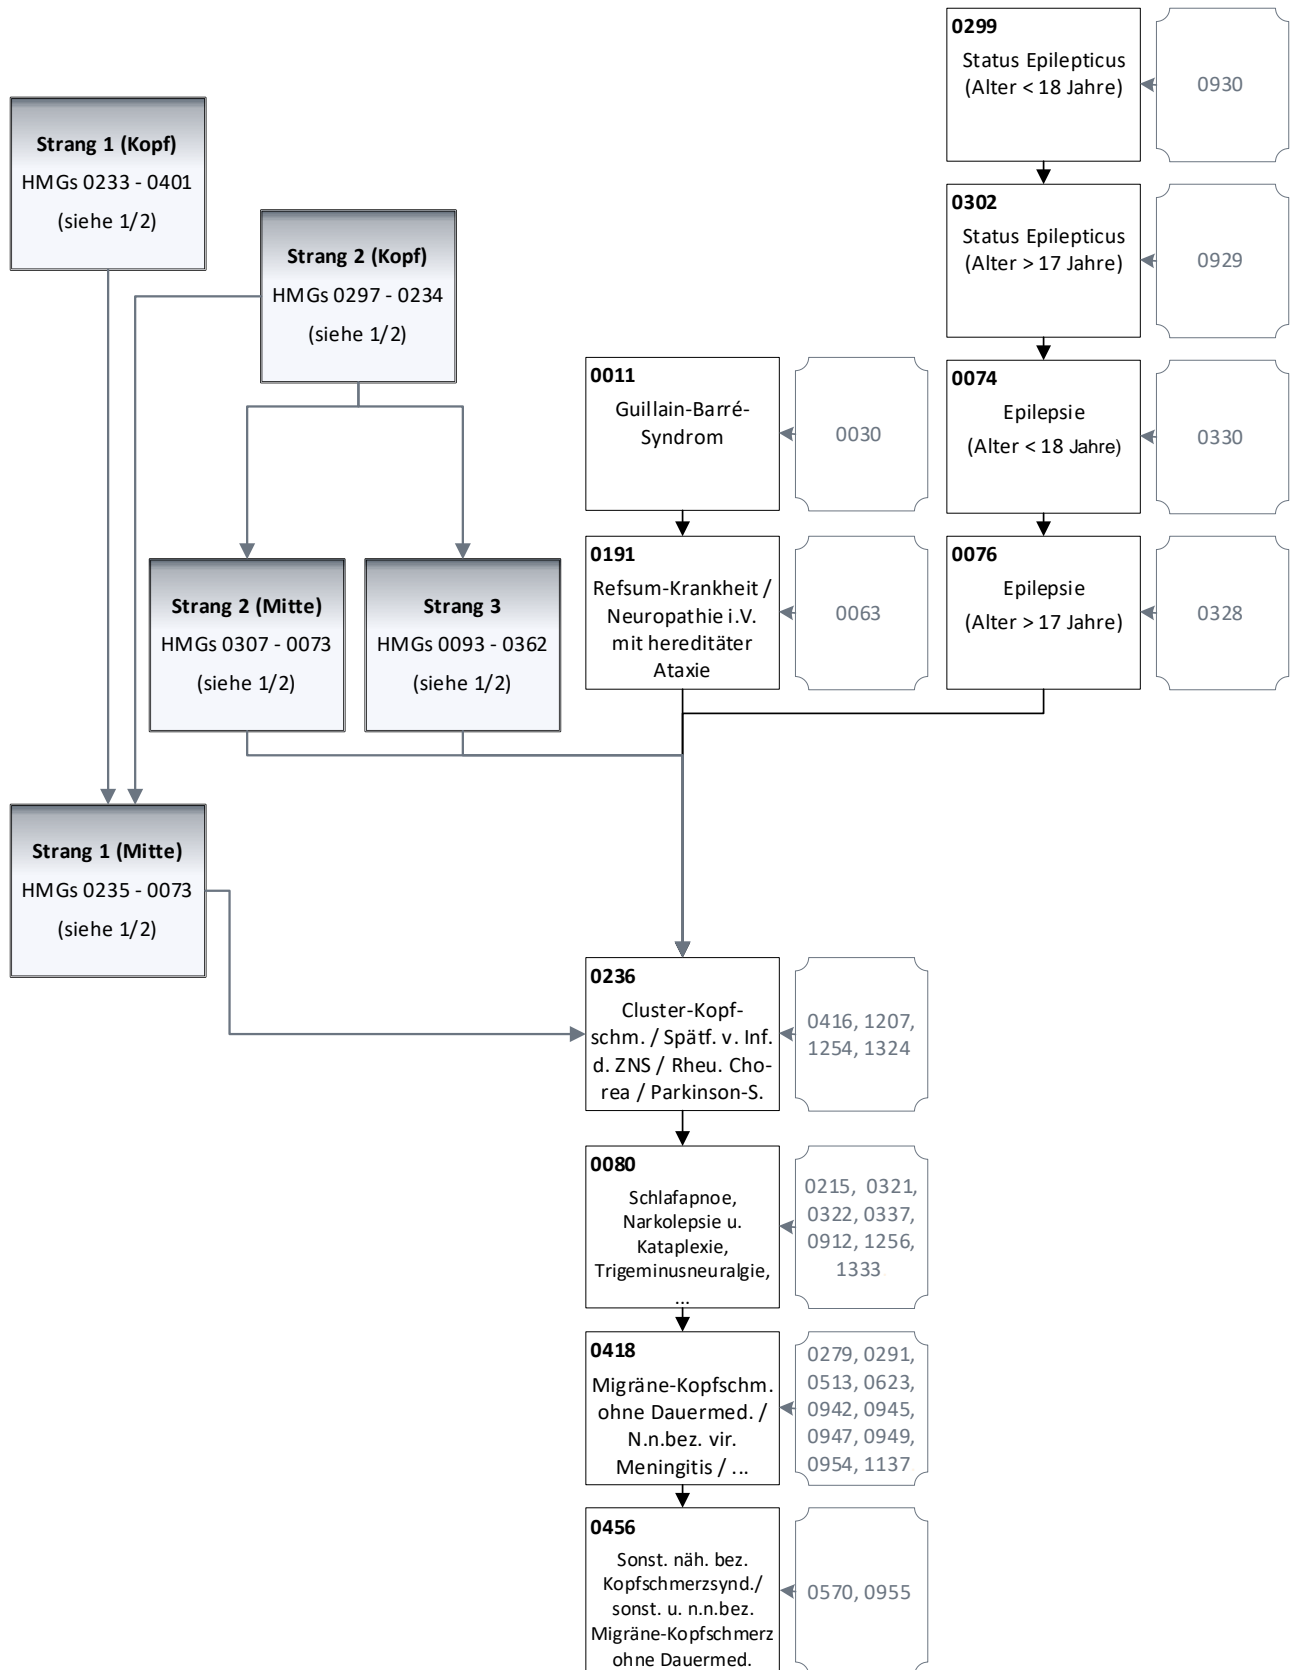 0299
Status Epilepticus
(Alter < 18 Jahre)
0930
Strang 1 (Kopf)
HMGs 0233 - 0401
(siehe 1/2)
0302
Status Epilepticus
(Alter > 17 Jahre)
0929
Strang 2 (Kopf)
HMGs 0297 - 0234
(siehe 1/2)
0011
Guillain-Barré-
Syndrom
0030
0074
Epilepsie
(Alter < 18 Jahre)
0330
Strang 2 (Mitte)
HMGs 0307 - 0073
(siehe 1/2)
Strang 3
HMGs 0093 - 0362
(siehe 1/2)
0191
Refsum-Krankheit /
Neuropathie i.V.
mit hereditäter
Ataxie
0063
0076
Epilepsie
(Alter > 17 Jahre)
0328
Strang 1 (Mitte)
HMGs 0235 - 0073
(siehe 1/2)
0236
Cluster-Kopf-
schm. / Spätf. v. Inf.
d. ZNS / Rheu. Cho-
rea / Parkinson-S.
0416, 1207,
1254, 1324
0080
Schlafapnoe,
Narkolepsie u.
Kataplexie,
Trigeminusneuralgie,
...
0215, 0321,
0322, 0337,
0912, 1256,
1333
0418
Migräne-Kopfschm.
ohne Dauermed. /
N.n.bez. vir.
Meningitis / ...
0279, 0291,
0513, 0623,
0942, 0945,
0947, 0949,
0954, 1137
0456
Sonst. näh. bez.
Kopfschmerzsynd./
sonst. u. n.n.bez.
Migräne-Kopfschmerz
ohne Dauermed.
0570, 0955